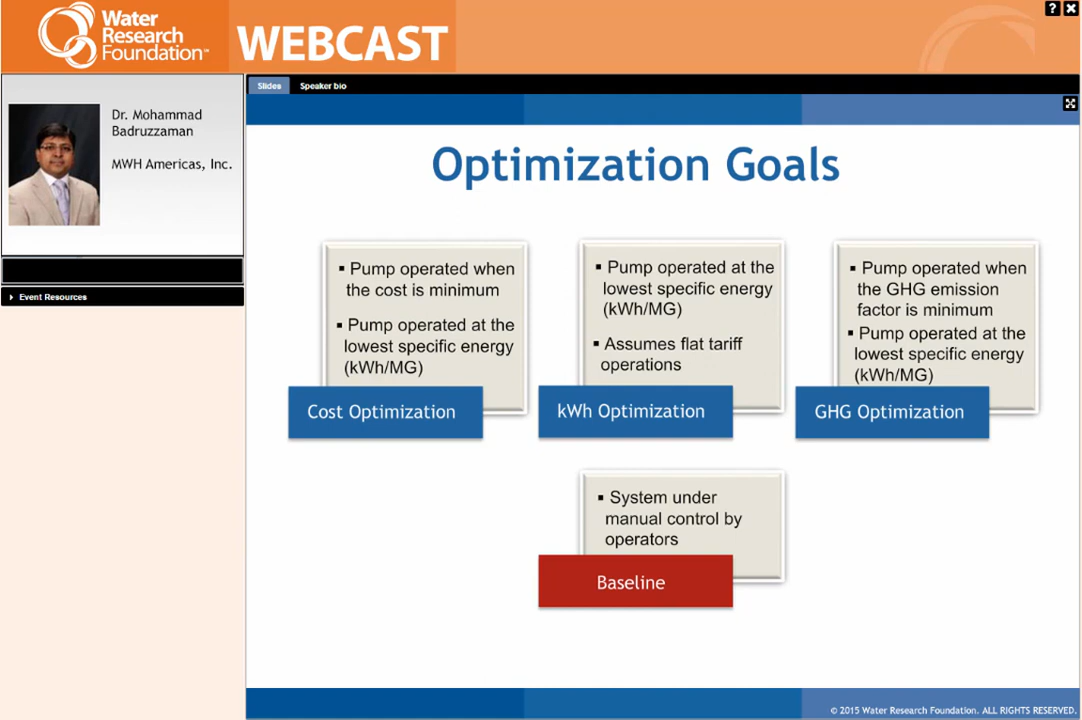 Water
Research
Foundation™
WEBCAST
? X
Dr. Mohammad
Badruzzaman
MWH Americas, Inc.
Event Resources
Slides Speaker bio
Optimization Goals
▪ Pump operated when
the cost is minimum
▪ Pump operated at the
lowest specific energy
(kWh/MG)
Cost Optimization
▪ Pump operated at the
lowest specific energy
(kWh/MG)
▪ Assumes flat tariff
operations
kWh Optimization
▪ Pump operated when
the GHG emission
factor is minimum
▪ Pump operated at the
lowest specific energy
(kWh/MG)
GHG Optimization
▪ System under
manual control by
operators
Baseline
© 2015 Water Research Foundation. ALL RIGHTS RESERVED.